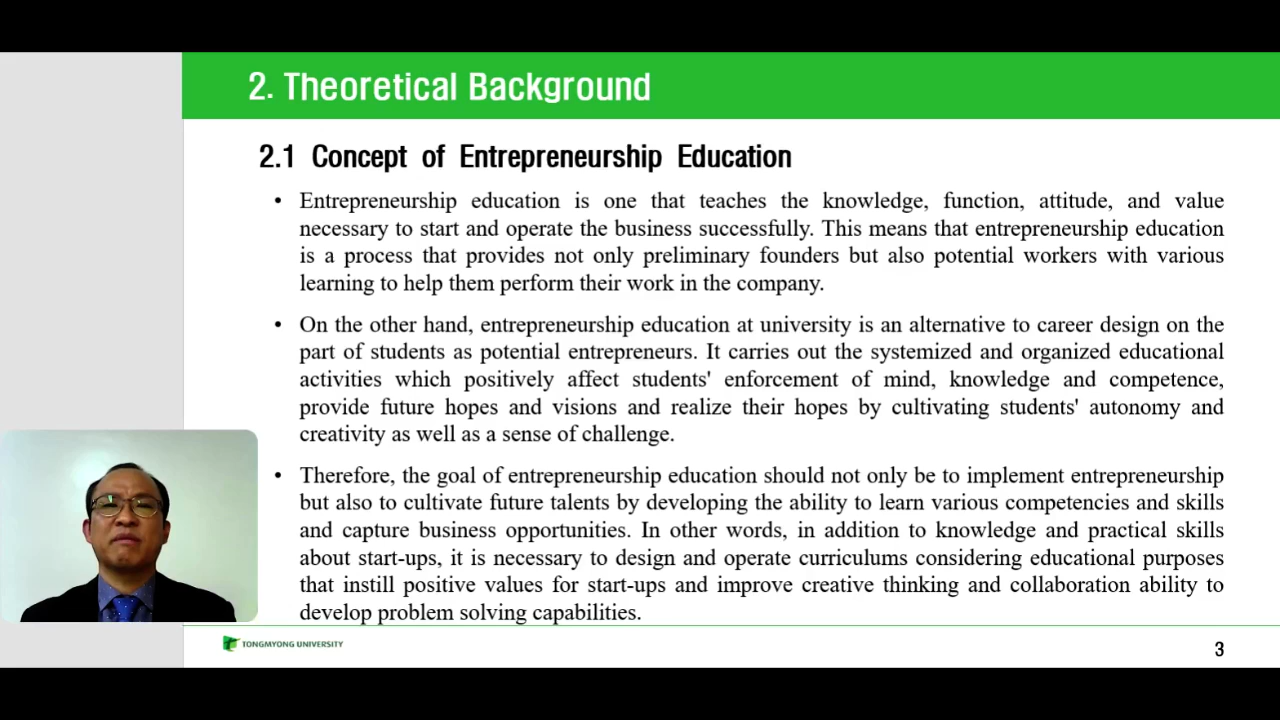 2. Theoretical Background
2.1 Concept of Entrepreneurship Education
• Entrepreneurship education is one that teaches the knowledge, function, attitude, and value
necessary to start and operate the business successfully. This means that entrepreneurship education
is a process that provides not only preliminary founders but also potential workers with various
learning to help them perform their work in the company.
• On the other hand, entrepreneurship education at university is an alternative to career design on the
part of students as potential entrepreneurs. It carries out the systemized and organized educational
activities which positively affect students' enforcement of mind, knowledge and competence,
provide future hopes and visions and realize their hopes by cultivating students' autonomy and
creativity as well as a sense of challenge.
• Therefore, the goal of entrepreneurship education should not only be to implement entrepreneurship
but also to cultivate future talents by developing the ability to learn various competencies and skills
and capture business opportunities. In other words, in addition to knowledge and practical skills
about start-ups, it is necessary to design and operate curriculums considering educational purposes
that instill positive values for start-ups and improve creative thinking and collaboration ability to
develop problem solving capabilities.
TONGMYONG UNIVERSITY
3